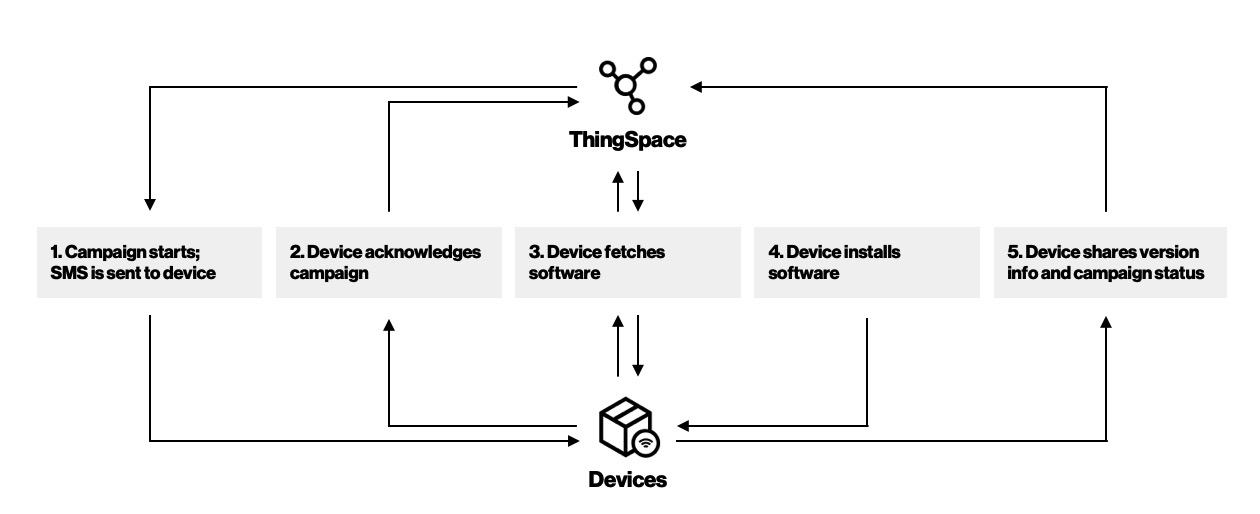 ThingSpace
1. Campaign starts;
SMS is sent to device
2. Device acknowledges
campaign
3. Device fetches
software
4. Device installs
software
5. Device shares version
info and campaign status
Devices